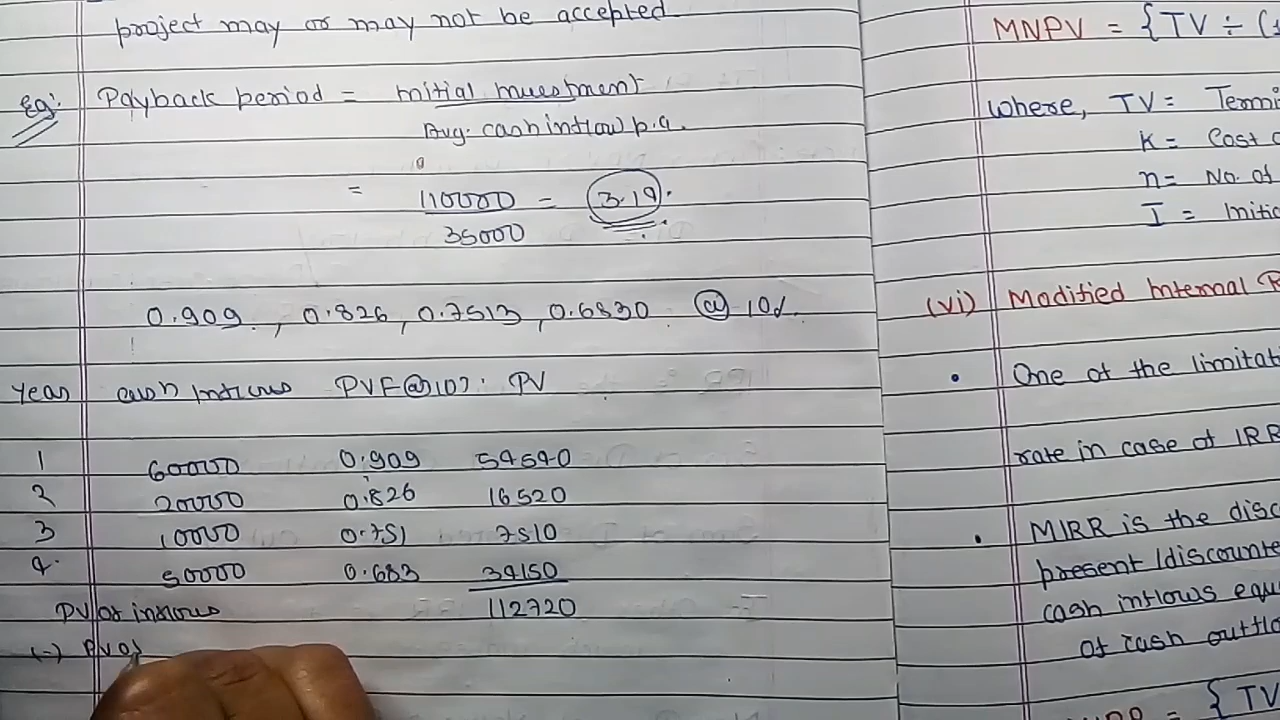 project may or may not be accepted
Eg: Payback period = Initial Investment
Avg. cash inflow p.a.
= 110000 = 3.14.
35000
0.909, 0.826, 0.7513, 0.6830 @ 10%
Year cash Inflows PVF@10%. PV
1 60000 0.909 54540
2 20000 0.826 16520
3 10000 0.751 7510
4. 50000 0.683 34150
PV of inflows 112720
(-) PV of
MNPV = {TV ÷ (1
where, TV = Termi
K = Cost o
n = No. of
I = Initia
(vi) Modified Internal R
• One of the limitati
rate in case of IRR
• MIRR is the disc
present /discounte
cash inflows equ
of cash outflo
= { TV